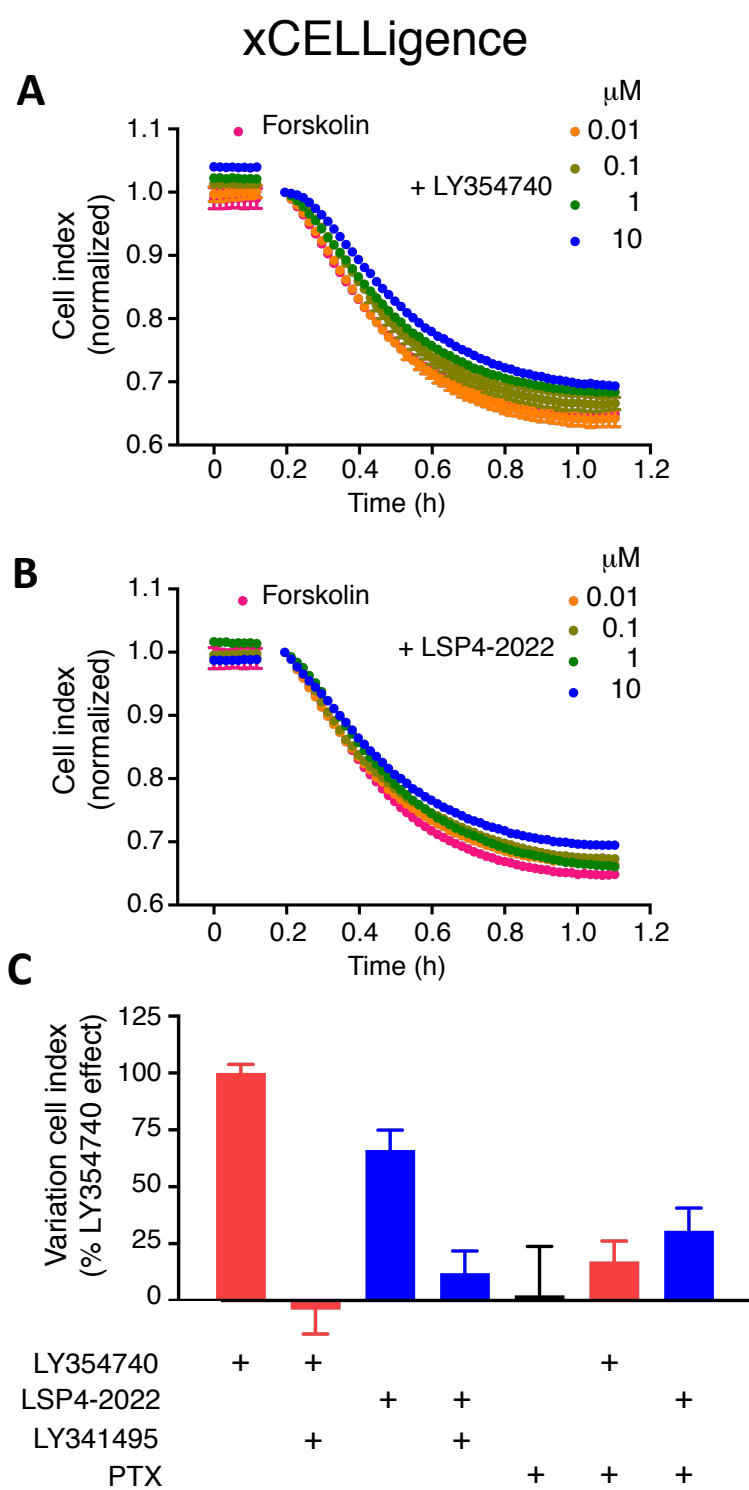 xCELLigence
A
μM
Forskolin
0.01
0.1
+ LY354740
1
10
Cell index
(normalized)
1.1
1.0
0.9
0.8
0.7
0.6
0 0.2 0.4 0.6 0.8 1.0 1.2
Time (h)
B
μM
Forskolin
0.01
0.1
+ LSP4-2022
1
10
Cell index
(normalized)
1.1
1.0
0.9
0.8
0.7
0.6
0 0.2 0.4 0.6 0.8 1.0 1.2
Time (h)
C
Variation cell index
(% LY354740 effect)
125
100
75
50
25
0
LY354740 + + +
LSP4-2022 + + +
LY341495 + +
PTX + + +